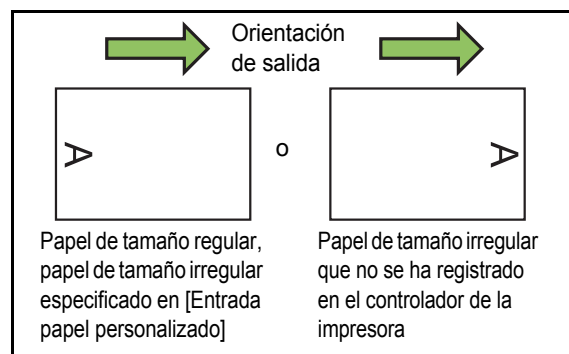 Orientación
de salida
A
o
A
Papel de tamaño regular,
papel de tamaño irregular
especificado en [Entrada
papel personalizado]
Papel de tamaño irregular
que no se ha registrado
en el controlador de la
impresora